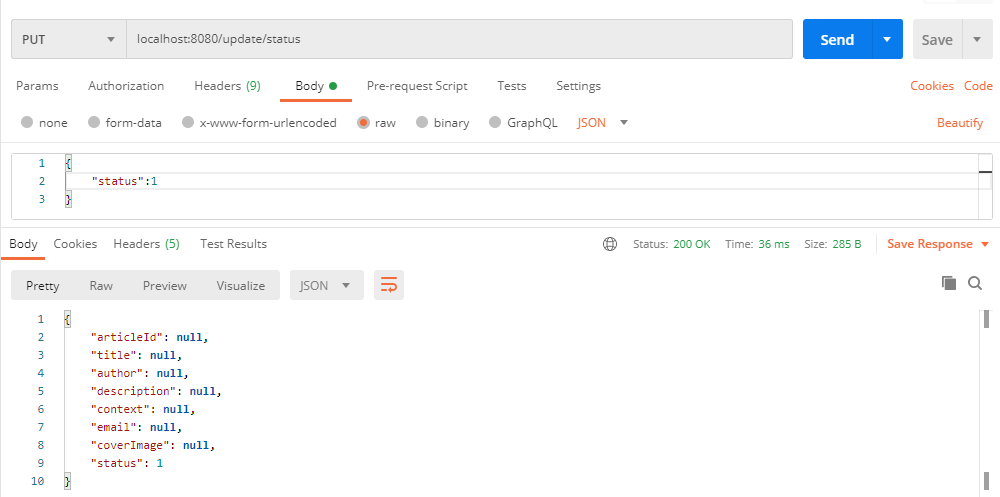 PUT localhost:8080/update/status Send Save
Params Authorization Headers (9) Body Pre-request Script Tests Settings Cookies Code
none form-data x-www-form-urlencoded raw binary GraphQL JSON Beautify
1 {
2 "status":1
3 }
Body Cookies Headers (5) Test Results Status: 200 OK Time: 36 ms Size: 285 B Save Response
Pretty Raw Preview Visualize JSON
1 {
2 "articleId": null,
3 "title": null,
4 "author": null,
5 "description": null,
6 "context": null,
7 "email": null,
8 "coverImage": null,
9 "status": 1
10 }